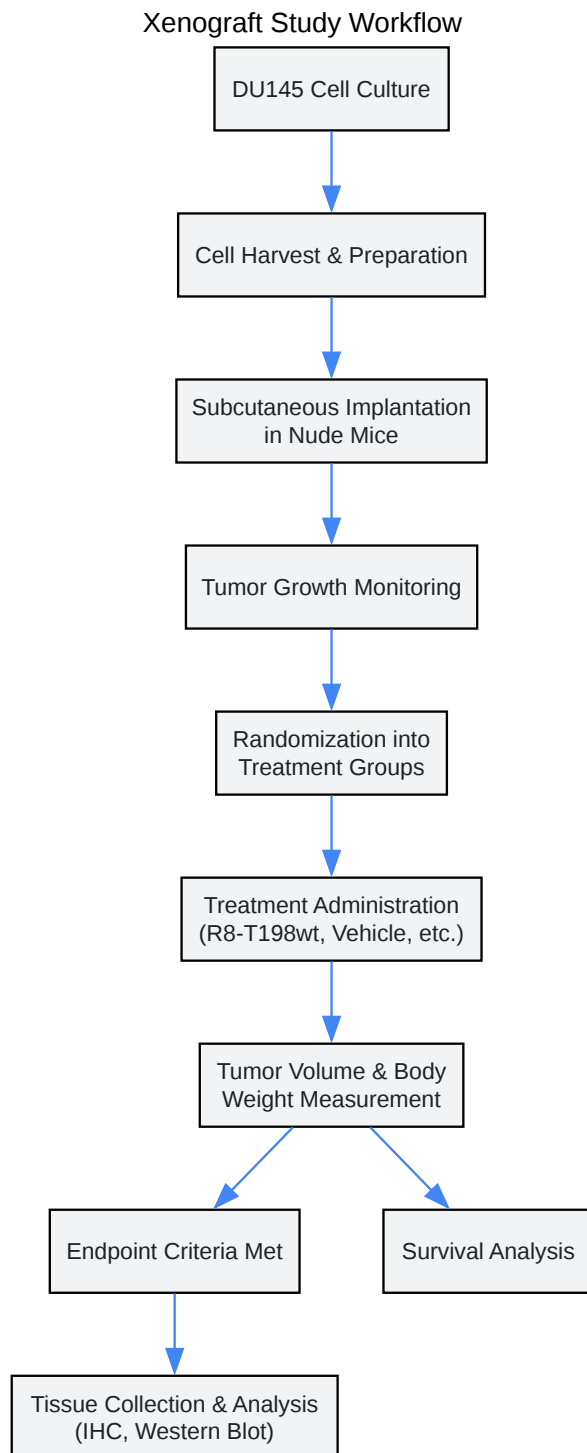 Xenograft Study Workflow
DU145 Cell Culture
Cell Harvest & Preparation
Subcutaneous Implantation
in Nude Mice
Tumor Growth Monitoring
Randomization into
Treatment Groups
Treatment Administration
(R8-T198wt, Vehicle, etc.)
Tumor Volume & Body
Weight Measurement
Endpoint Criteria Met
Survival Analysis
Tissue Collection & Analysis
(IHC, Western Blot)